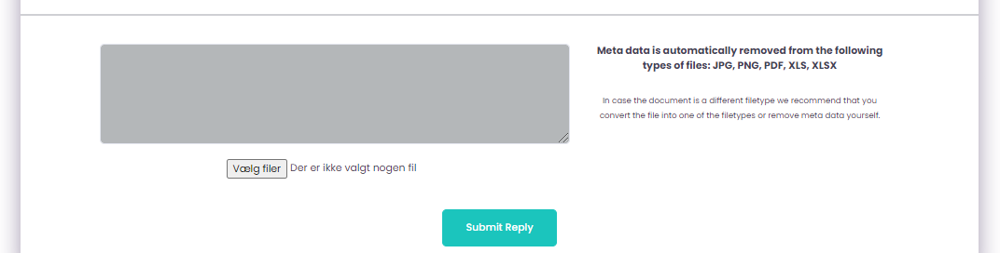 Meta data is automatically removed from the following
types of files: JPG, PNG, PDF, XLS, XLSX
In case the document is a different filetype we recommend that you
convert the file into one of the filetypes or remove meta data yourself.
Vælg filer Der er ikke valgt nogen fil
Submit Reply